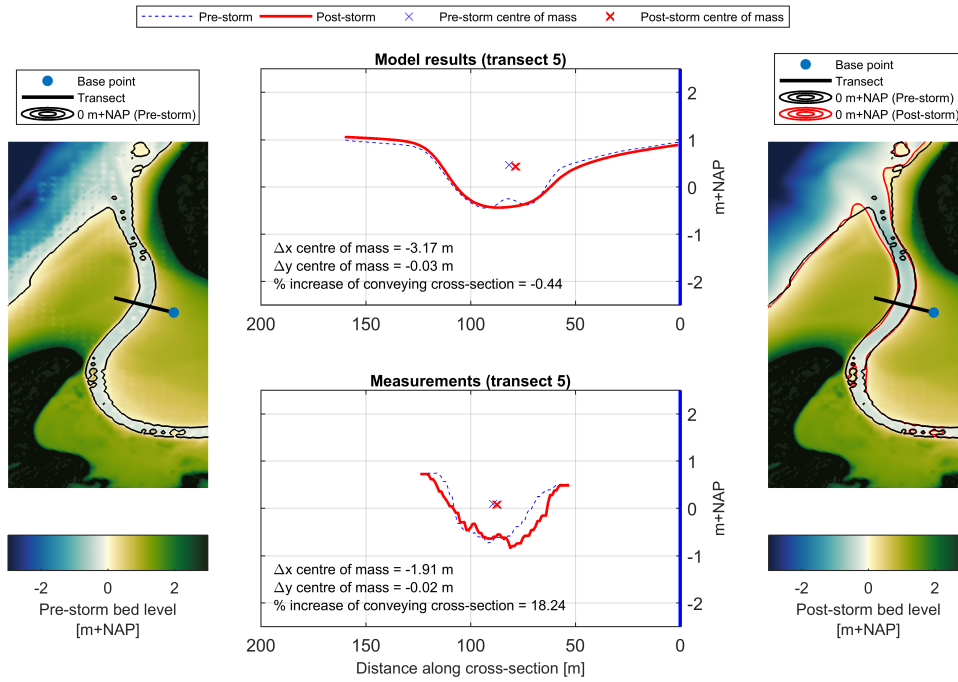 Pre-storm Post-storm Pre-storm centre of mass Post-storm centre of mass
Base point
Transect
0 m+NAP (Pre-storm)
-2 0 2
Pre-storm bed level
[m+NAP]
Model results (transect 5)
2
1
0
-1
-2
m+NAP
Δx centre of mass = -3.17 m
Δy centre of mass = -0.03 m
% increase of conveying cross-section = -0.44
200 150 100 50 0
Measurements (transect 5)
2
1
0
-1
-2
m+NAP
Δx centre of mass = -1.91 m
Δy centre of mass = -0.02 m
% increase of conveying cross-section = 18.24
200 150 100 50 0
Distance along cross-section [m]
Base point
Transect
0 m+NAP (Pre-storm)
0 m+NAP (Post-storm)
-2 0 2
Post-storm bed level
[m+NAP]